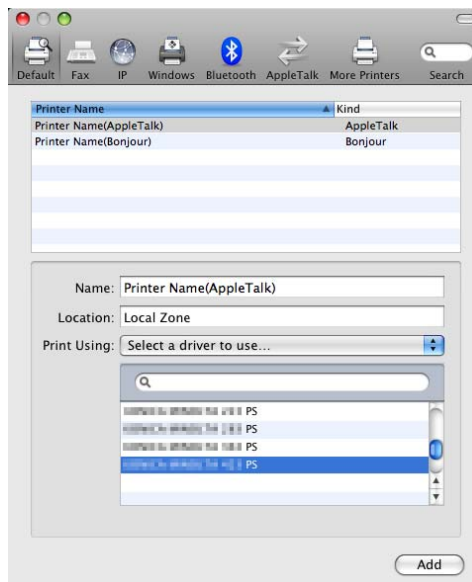 Default Fax IP Windows Bluetooth AppleTalk More Printers Search
Printer Name Kind
Printer Name(AppleTalk) AppleTalk
Printer Name(Bonjour) Bonjour
Name: Printer Name(AppleTalk)
Location: Local Zone
Print Using: Select a driver to use...
PS
PS
PS
PS
Add